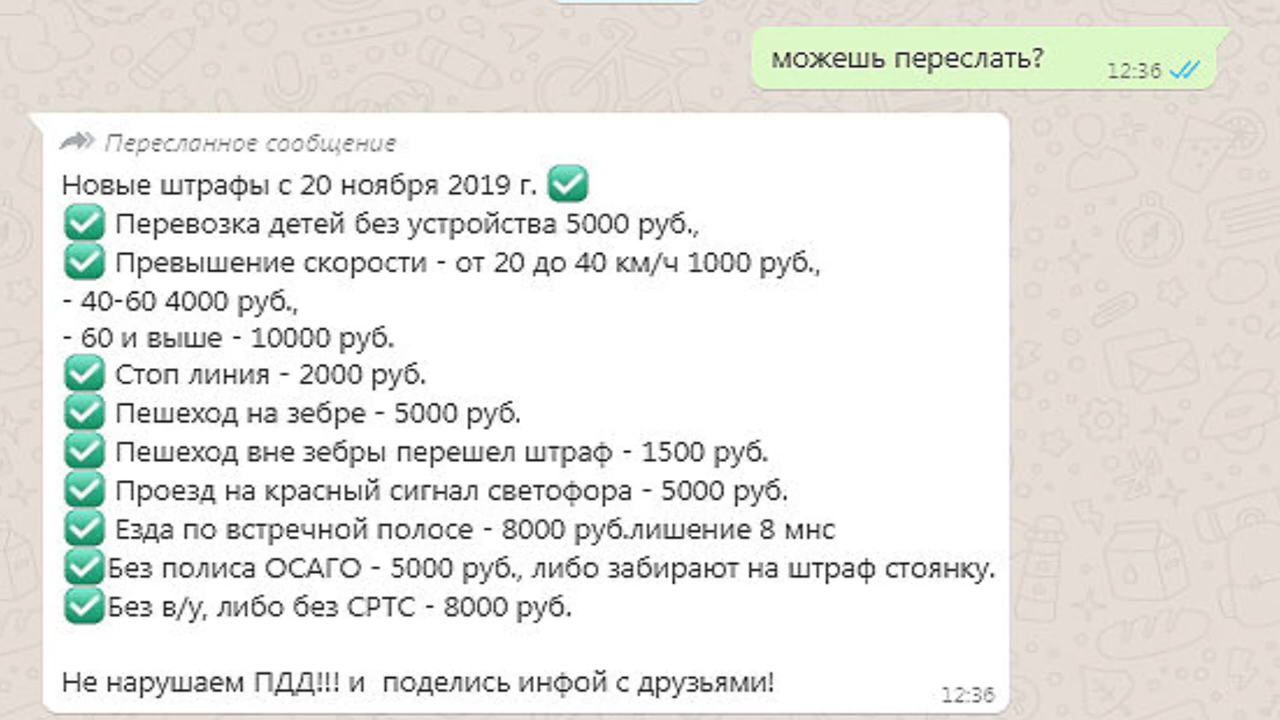 можешь переслать?
12:36
Пересланное сообщение
Новые штрафы с 20 ноября 2019 г. ✅
✅ Перевозка детей без устройства 5000 руб.,
✅ Превышение скорости - от 20 до 40 км/ч 1000 руб.,
- 40-60 4000 руб.,
- 60 и выше - 10000 руб.
✅ Стоп линия - 2000 руб.
✅ Пешеход на зебре - 5000 руб.
✅ Пешеход вне зебры перешел штраф - 1500 руб.
✅ Проезд на красный сигнал светофора - 5000 руб.
✅ Езда по встречной полосе - 8000 руб.лишение 8 мнс
✅Без полиса ОСАГО - 5000 руб., либо забирают на штраф стоянку.
✅Без в/у, либо без СРТС - 8000 руб.
Не нарушаем ПДД!!! и  поделись инфой с друзьями!
12:36